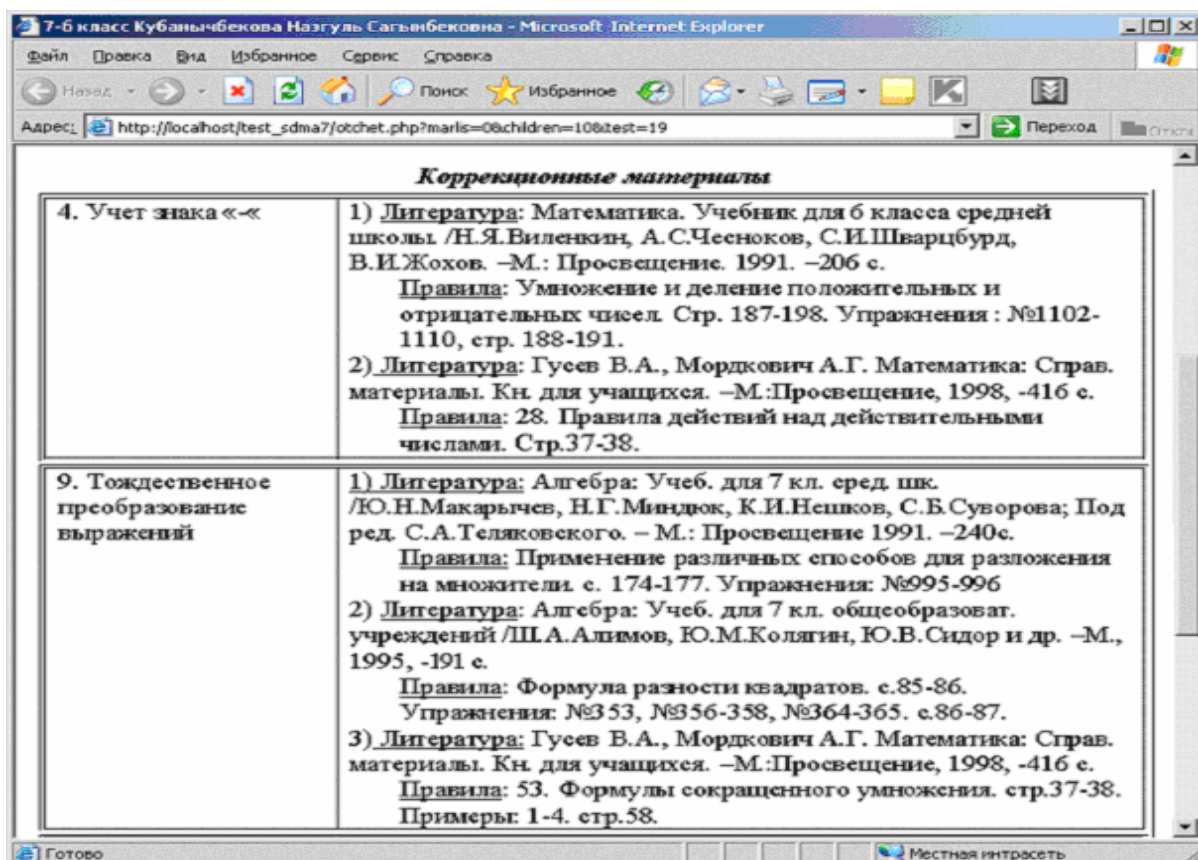 7-б класс Кубанычбекова Назгуль Сагынбековна - Microsoft Internet Explorer
Файл Правка Вид Избранное Сервис Справка
Назад Поиск Избранное
Адрес: http://localhost/test_sdma7/otchet.php?marlis=0&children=10&test=19 Переход
Коррекционные материалы
4. Учет знака «-«
1) Литература: Математика. Учебник для 6 класса средней
школы. /Н.Я.Виленкин, А.С.Чесноков, С.И.Шварцбурд,
В.И.Жохов. –М.: Просвещение. 1991. –206 с.
Правила: Умножение и деление положительных и
отрицательных чисел. Стр. 187-198. Упражнения : №1102-
1110, стр. 188-191.
2) Литература: Гусев В.А., Мордкович А.Г. Математика: Справ.
материалы. Кн. для учащихся. –М.:Просвещение, 1998, -416 с.
Правила: 28. Правила действий над действительными
числами. Стр.37-38.
9. Тождественное
преобразование
выражений
1) Литература: Алгебра: Учеб. для 7 кл. сред. шк.
/Ю.Н.Макарычев, Н.Г.Миндюк, К.И.Нешков, С.Б.Суворова; Под
ред. С.А.Теляковского. – М.: Просвещение 1991. –240с.
Правила: Применение различных способов для разложения
на множители. с. 174-177. Упражнения: №995-996
2) Литература: Алгебра: Учеб. для 7 кл. общеобразоват.
учреждений /Ш.А.Алимов, Ю.М.Колягин, Ю.В.Сидор и др. –М.,
1995, -191 с.
Правила: Формула разности квадратов. с.85-86.
Упражнения: №353, №356-358, №364-365. с.86-87.
3) Литература: Гусев В.А., Мордкович А.Г. Математика: Справ.
материалы. Кн. для учащихся. –М.:Просвещение, 1998, -416 с.
Правила: 53. Формулы сокращенного умножения. стр.37-38.
Примеры: 1-4. стр.58.
Готово Местная интрасеть